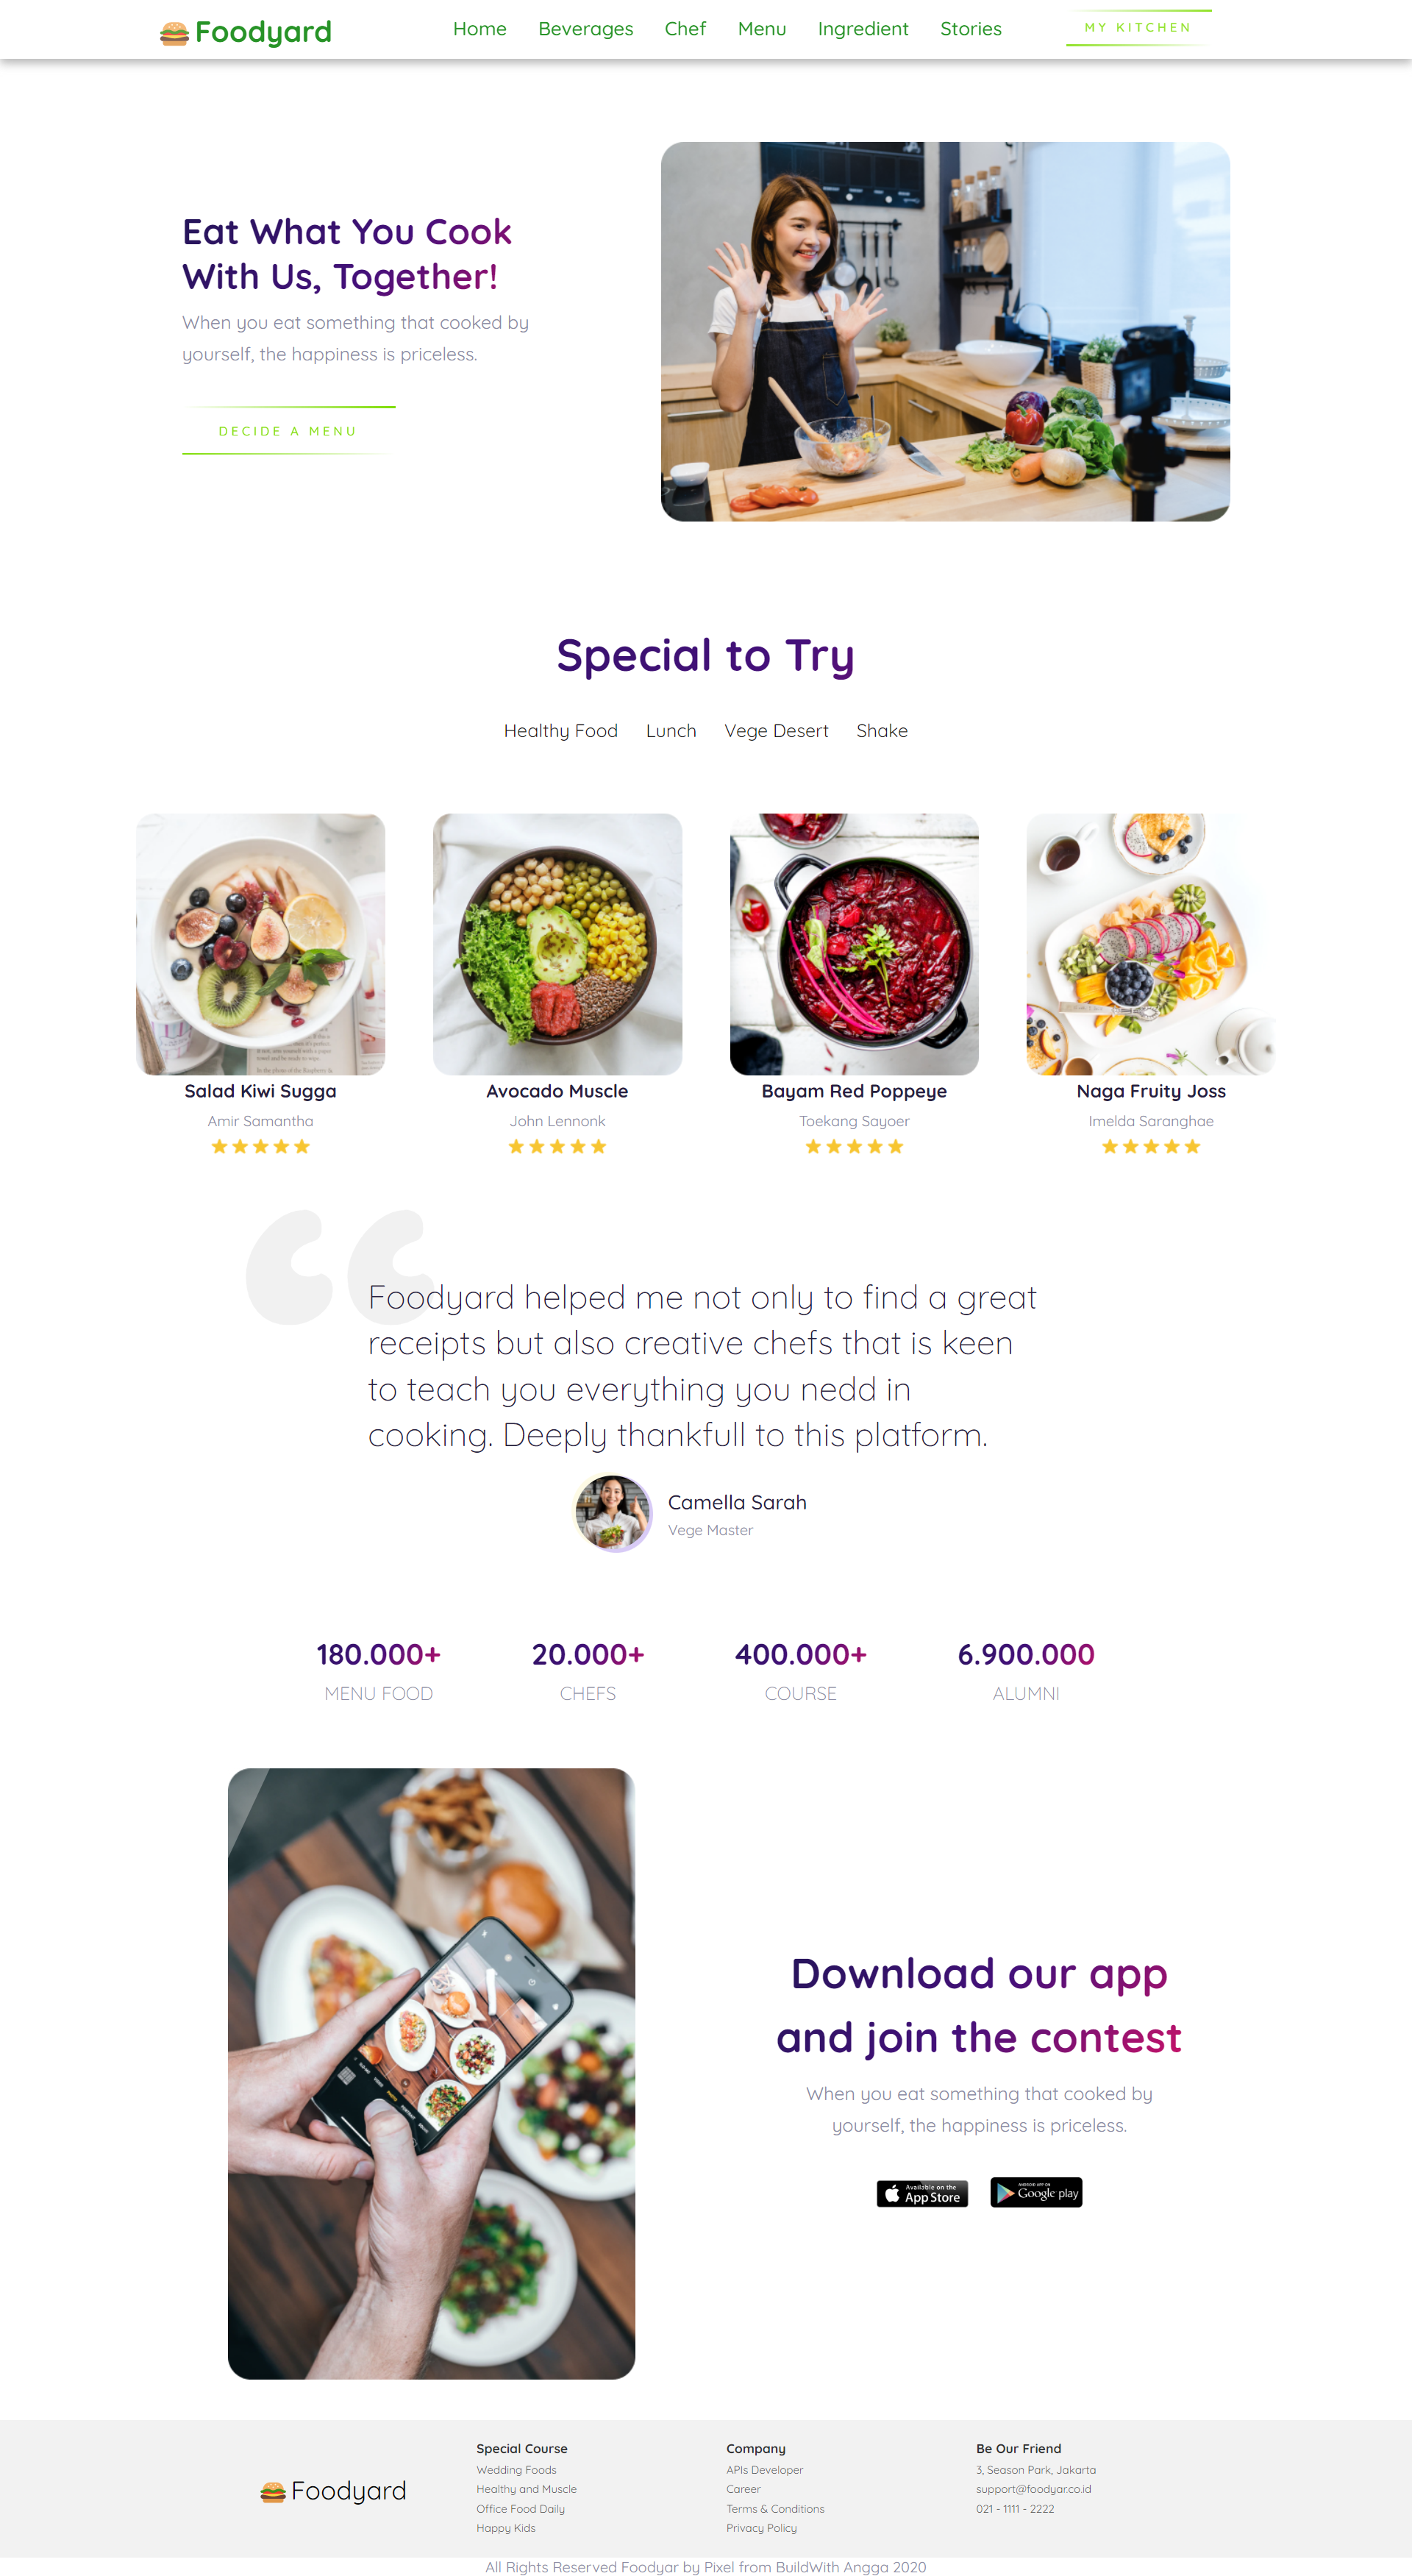 Foodyard
Home Beverages Chef Menu Ingredient Stories
MY KITCHEN
Eat What You Cook
With Us, Together!
When you eat something that cooked by
yourself, the happiness is priceless.
DECIDE A MENU
Special to Try
Healthy Food Lunch Vege Desert Shake
Salad Kiwi Sugga
Amir Samantha
Avocado Muscle
John Lennonk
Bayam Red Poppeye
Toekang Sayoer
Naga Fruity Joss
Imelda Saranghae
“
Foodyard helped me not only to find a great
receipts but also creative chefs that is keen
to teach you everything you nedd in
cooking. Deeply thankfull to this platform.
Camella Sarah
Vege Master
180.000+
MENU FOOD
20.000+
CHEFS
400.000+
COURSE
6.900.000
ALUMNI
Download our app
and join the contest
When you eat something that cooked by
yourself, the happiness is priceless.
Available on the
App Store
ANDROID APP ON
Google play
Foodyard
Special Course
Wedding Foods
Healthy and Muscle
Office Food Daily
Happy Kids
Company
APIs Developer
Career
Terms & Conditions
Privacy Policy
Be Our Friend
3, Season Park, Jakarta
support@foodyar.co.id
021 - 1111 - 2222
All Rights Reserved Foodyar by Pixel from BuildWith Angga 2020